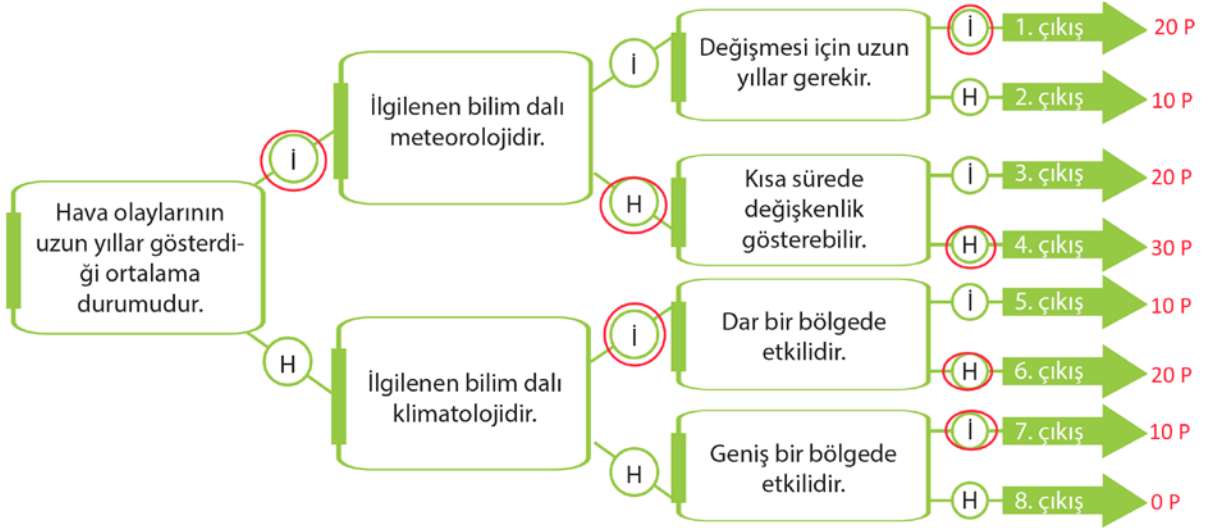 Hava olaylarının
uzun yıllar gösterdi-
ği ortalama
durumudur.
İ
H
İlgilenen bilim dalı
meteorolojidir.
İ
H
İlgilenen bilim dalı
klimatolojidir.
İ
H
Değişmesi için uzun
yıllar gerekir.
İ 1. çıkış 20 P
H 2. çıkış 10 P
Kısa sürede
değişkenlik
gösterebilir.
İ 3. çıkış 20 P
H 4. çıkış 30 P
Dar bir bölgede
etkilidir.
İ 5. çıkış 10 P
H 6. çıkış 20 P
Geniş bir bölgede
etkilidir.
İ 7. çıkış 10 P
H 8. çıkış 0 P